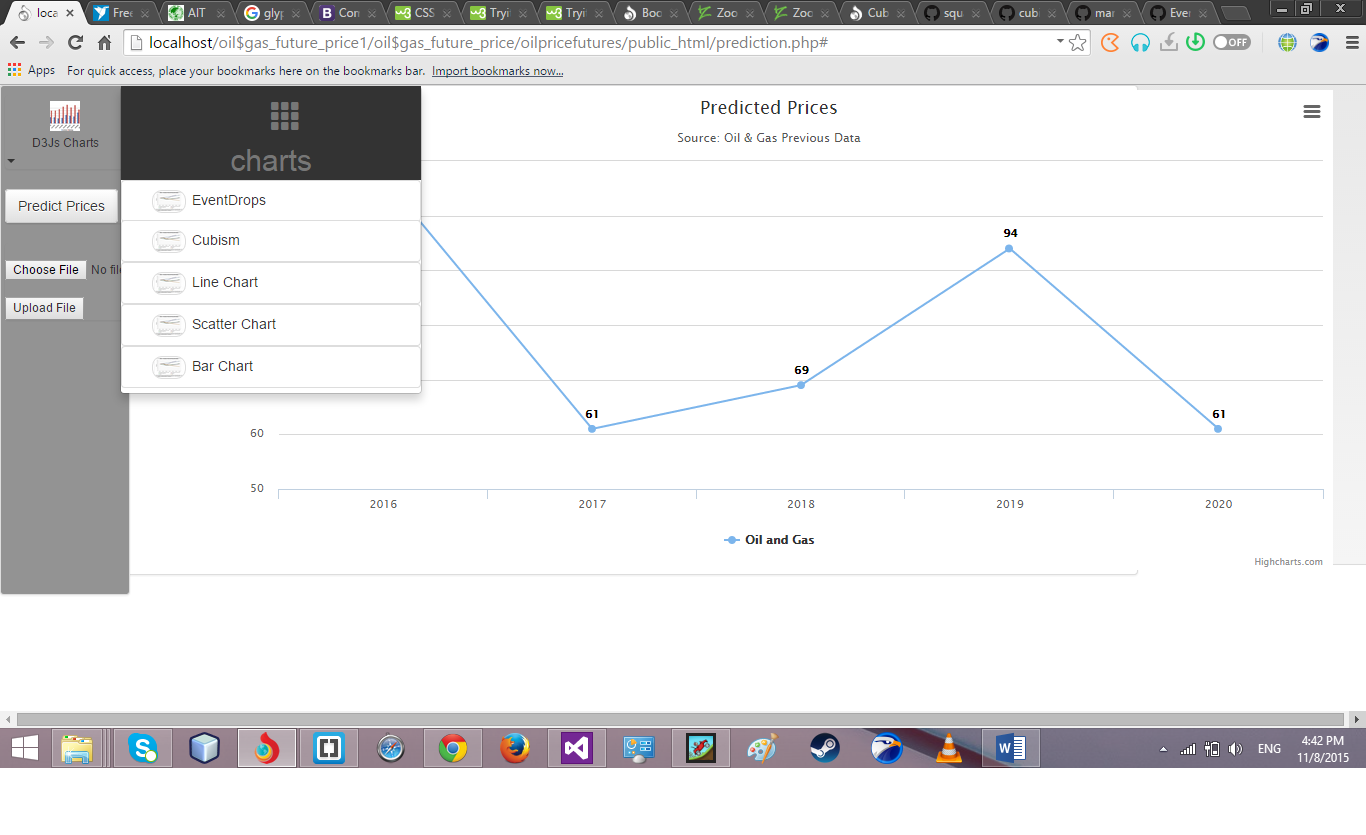 loca Free AIT glyp Con CSS Tryi Tryi Boo Zoo Zoo Cub squ cub mar Eve
localhost/oil$gas_future_price1/oil$gas_future_price/oilpricefutures/public_html/prediction.php#
OFF
Apps For quick access, place your bookmarks here on the bookmarks bar. Import bookmarks now...
D3Js Charts
Predict Prices
Choose File No file
Upload File
charts
EventDrops
Cubism
Line Chart
Scatter Chart
Bar Chart
Predicted Prices
Source: Oil & Gas Previous Data
94
69
61
61
60
50
2016 2017 2018 2019 2020
Oil and Gas
Highcharts.com
ENG
4:42 PM
11/8/2015